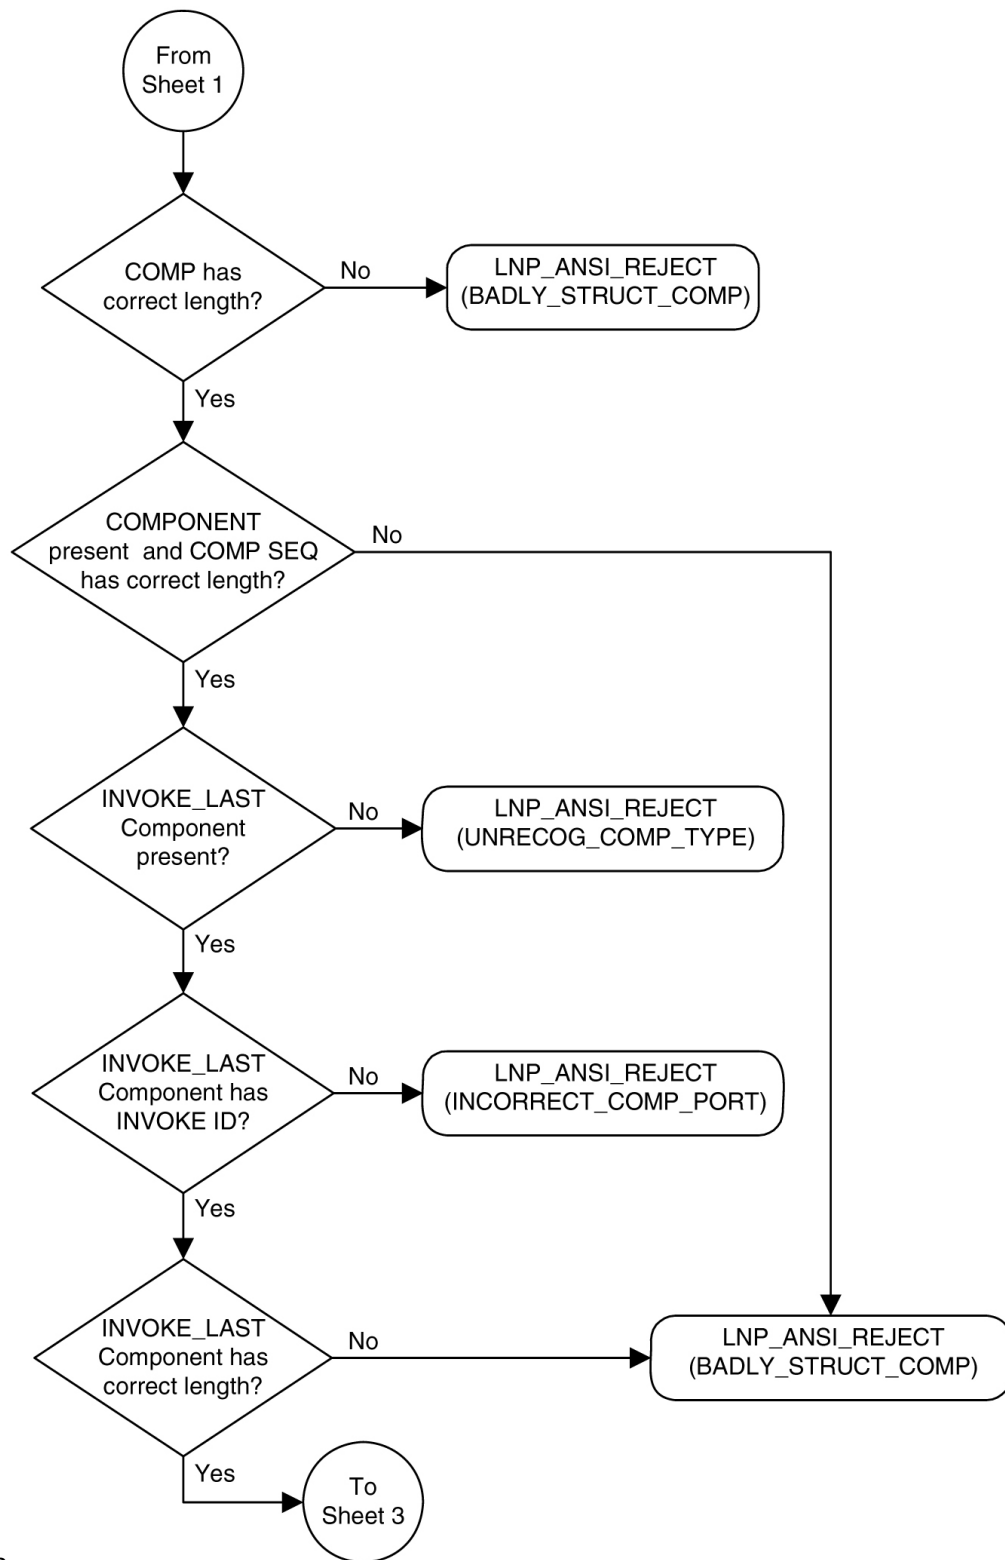 From
Sheet 1
COMP has
correct length?
No
LNP_ANSI_REJECT
(BADLY_STRUCT_COMP)
Yes
COMPONENT
present and COMP SEQ
has correct length?
No
Yes
INVOKE_LAST
Component
present?
No
LNP_ANSI_REJECT
(UNRECOG_COMP_TYPE)
Yes
INVOKE_LAST
Component has
INVOKE ID?
No
LNP_ANSI_REJECT
(INCORRECT_COMP_PORT)
Yes
INVOKE_LAST
Component has
correct length?
No
LNP_ANSI_REJECT
(BADLY_STRUCT_COMP)
Yes
To
Sheet 3